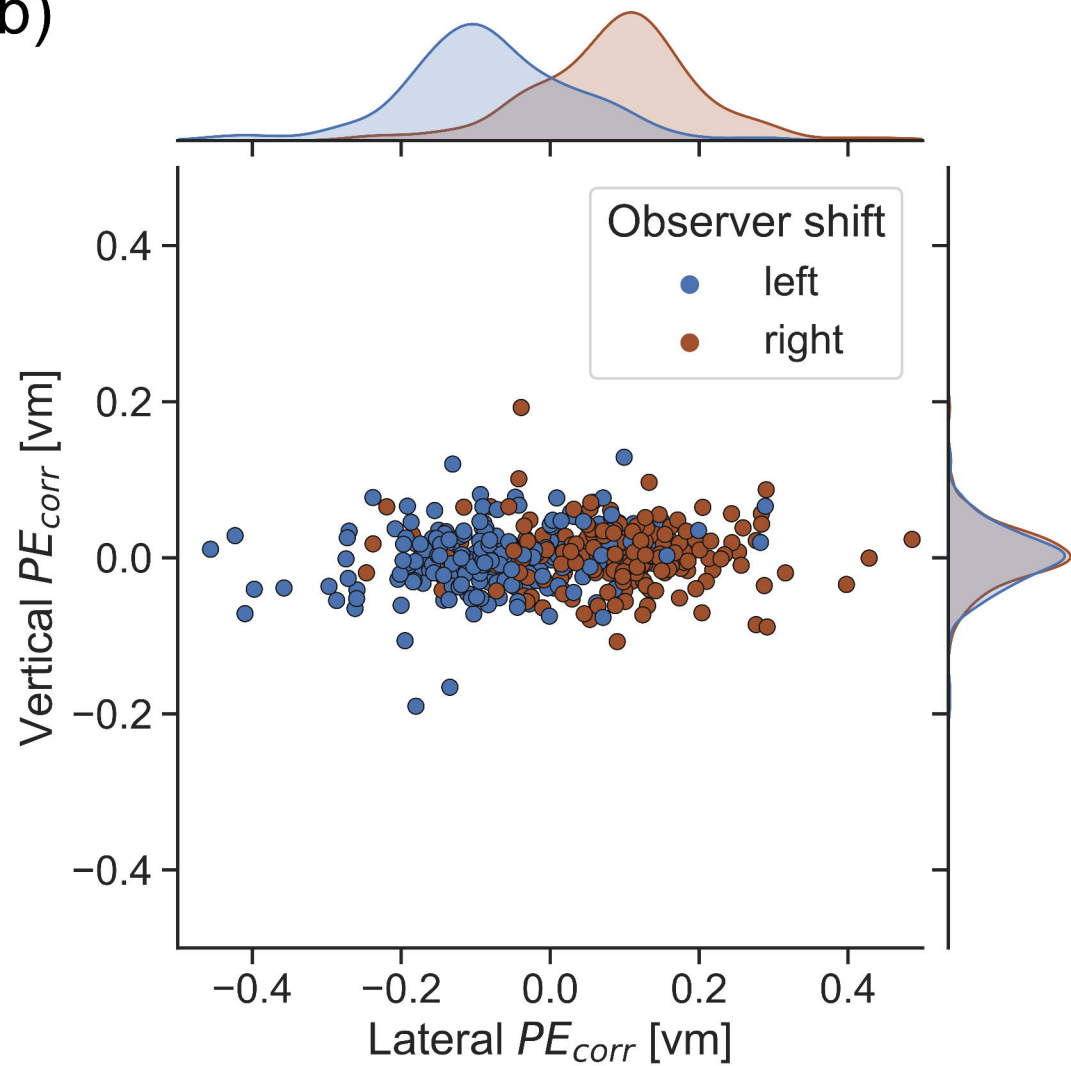 b)
Observer shift
left
right
0.4
0.2
0.0
−0.2
−0.4
Vertical PEcorr [vm]
−0.4 −0.2 0.0 0.2 0.4
Lateral PEcorr [vm]